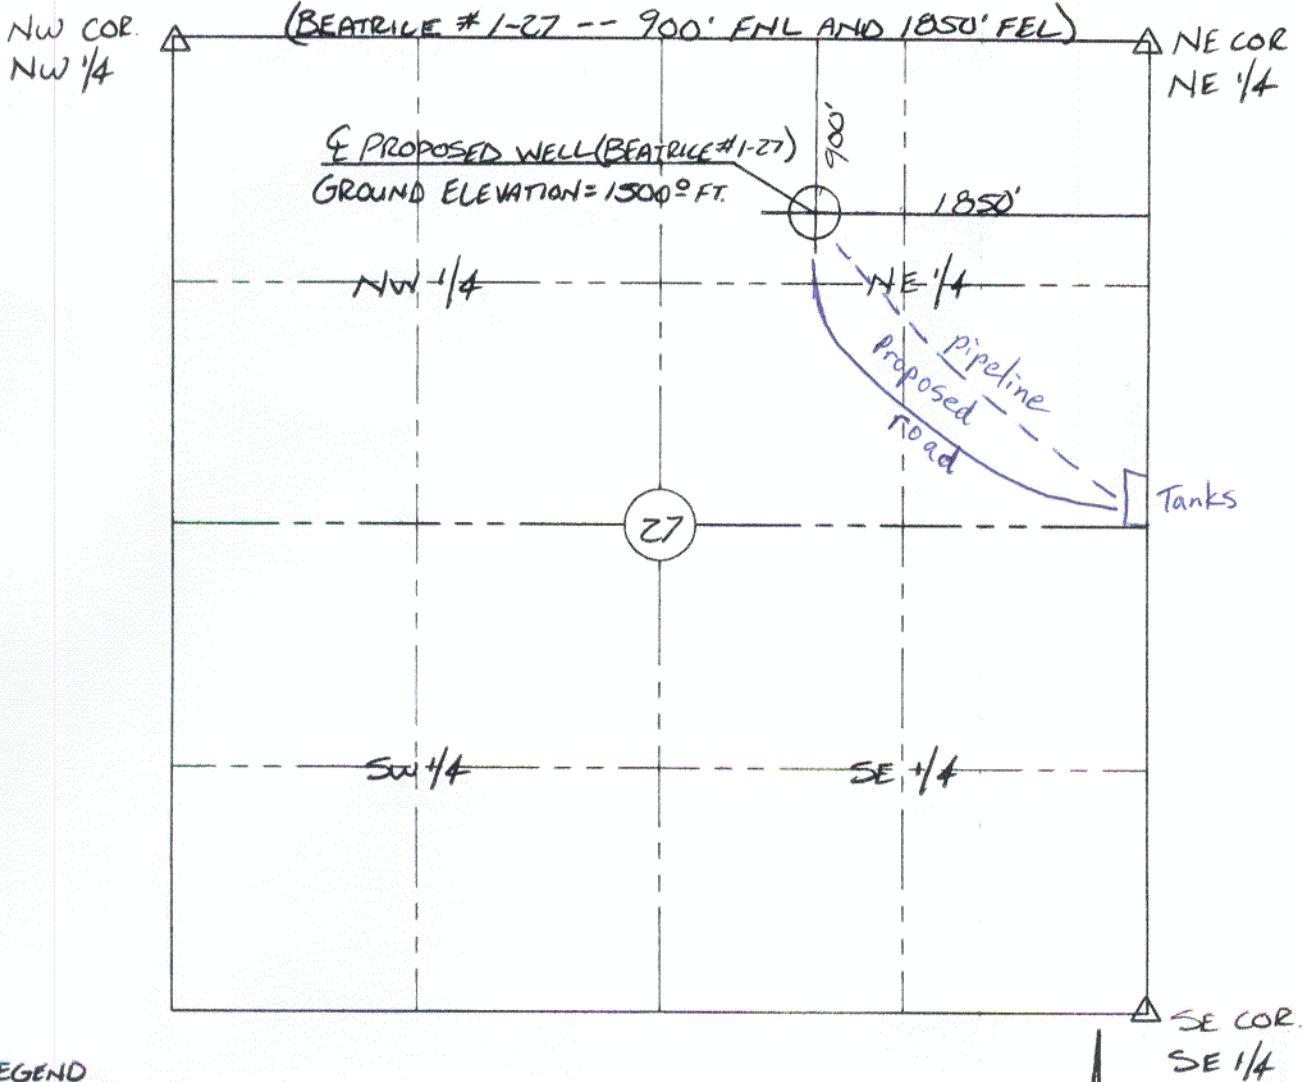 (BEATRICE # 1-27 -- 900' FNL AND 1850' FEL)
NW COR.
NW 1/4
NE COR
NE 1/4
℄ PROPOSED WELL (BEATRICE #1-27)
GROUND ELEVATION = 1500º FT.
900'
1850'
NW 1/4
NE 1/4
pipeline
Proposed
road
Tanks
27
SW 1/4
SE 1/4
SE COR.
SE 1/4
EGEND